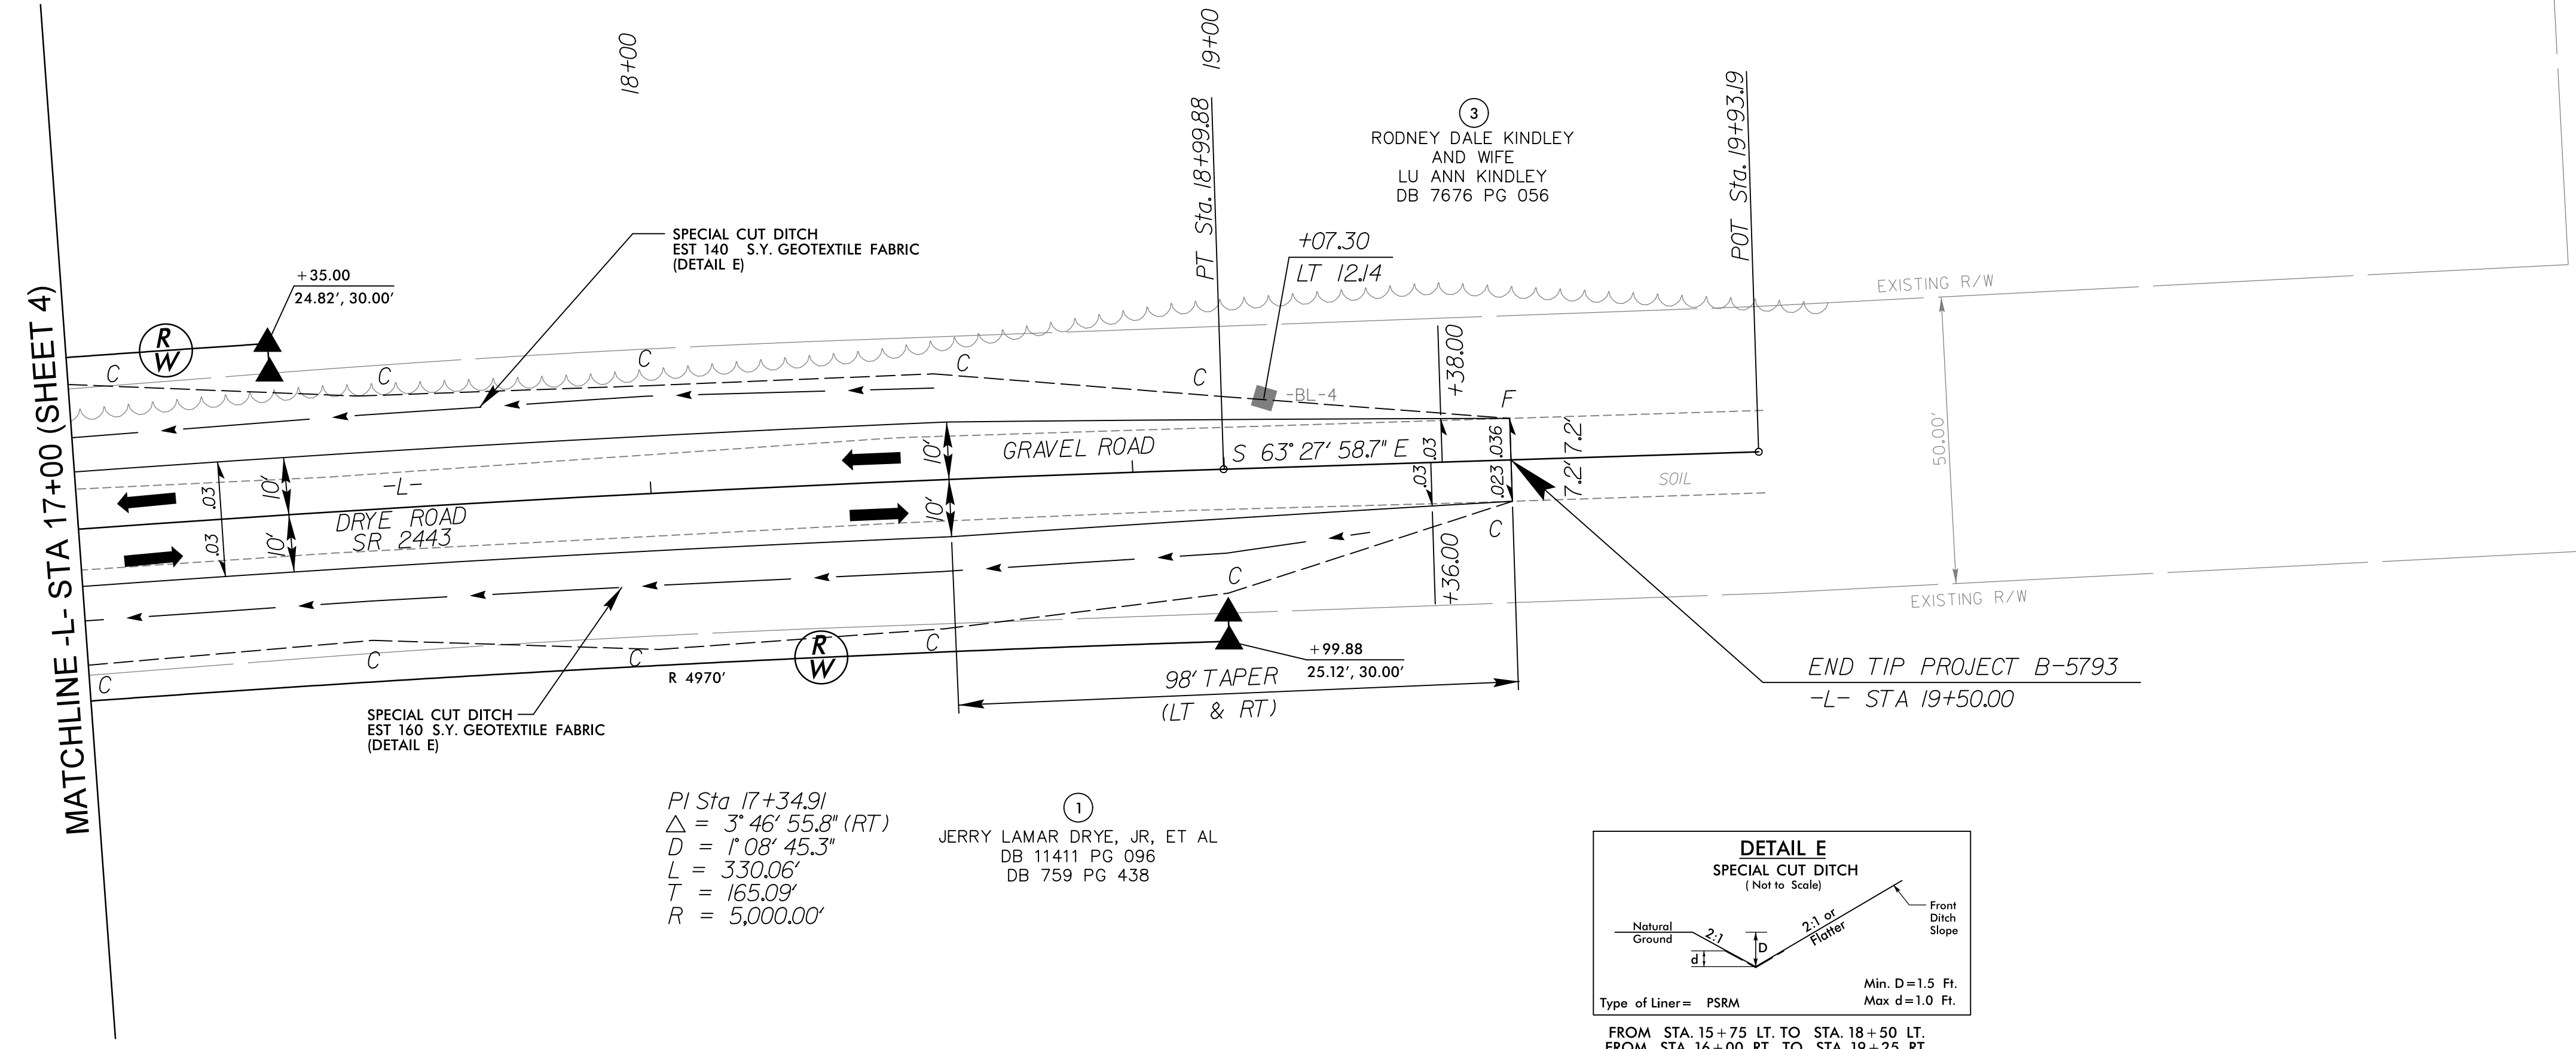 MATCHLINE -L- STA 17+00 (SHEET 4)
18+00
19+00
PT Sta. 18+99.88
POT Sta. 19+93.19
3
RODNEY DALE KINDLEY
AND WIFE
LU ANN KINDLEY
DB 7676 PG 056
SPECIAL CUT DITCH
EST 140 S.Y. GEOTEXTILE FABRIC
(DETAIL E)
+35.00
24.82', 30.00'
+07.30
LT 12.14
EXISTING R/W
R
W
C
C
C
C
C
-BL-4
+38.00
F
GRAVEL ROAD
S 63° 27' 58.7" E
.03
.036
7.2'
.03
.023
7.2'
SOIL
50.00'
.03
10'
10'
-L-
DRYE ROAD
SR 2443
.03
10'
10'
C
+36.00
C
EXISTING R/W
C
C
C
C
R
W
R 4970'
+99.88
25.12', 30.00'
98' TAPER
(LT & RT)
END TIP PROJECT B-5793
-L- STA 19+50.00
SPECIAL CUT DITCH
EST 160 S.Y. GEOTEXTILE FABRIC
(DETAIL E)
PI Sta 17+34.91
△ = 3° 46' 55.8" (RT)
D = 1° 08' 45.3"
L = 330.06'
T = 165.09'
R = 5,000.00'
1
JERRY LAMAR DRYE, JR, ET AL
DB 11411 PG 096
DB 759 PG 438
DETAIL E
SPECIAL CUT DITCH
( Not to Scale)
Natural
Ground
2:1
d
D
2:1 or
Flatter
Front
Ditch
Slope
Min. D=1.5 Ft.
Max d=1.0 Ft.
Type of Liner= PSRM
FROM STA. 15+75 LT. TO STA. 18+50 LT.
FROM STA. 16+00 RT. TO STA. 19+25 RT.